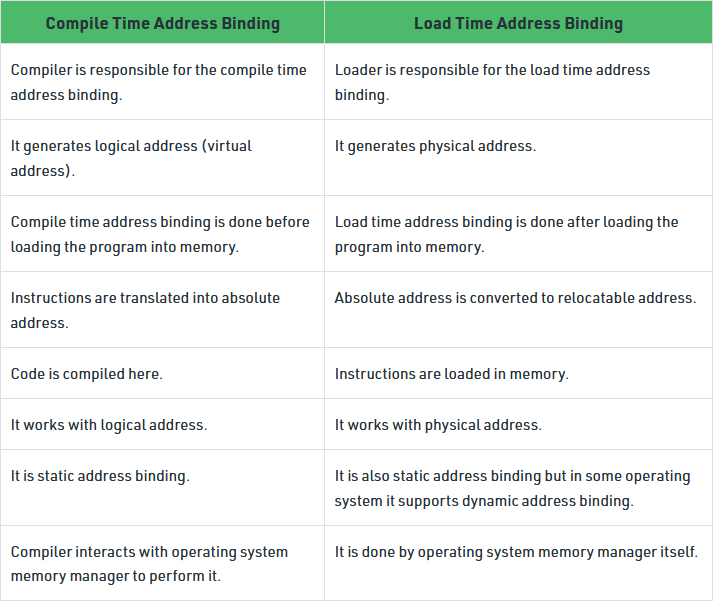 Compile Time Address Binding
Load Time Address Binding
Compiler is responsible for the compile time
address binding.
Loader is responsible for the load time address
binding.
It generates logical address (virtual
address).
It generates physical address.
Compile time address binding is done before
loading the program into memory.
Load time address binding is done after loading the
program into memory.
Instructions are translated into absolute
address.
Absolute address is converted to relocatable address.
Code is compiled here.
Instructions are loaded in memory.
It works with logical address.
It works with physical address.
It is static address binding.
It is also static address binding but in some operating
system it supports dynamic address binding.
Compiler interacts with operating system
memory manager to perform it.
It is done by operating system memory manager itself.